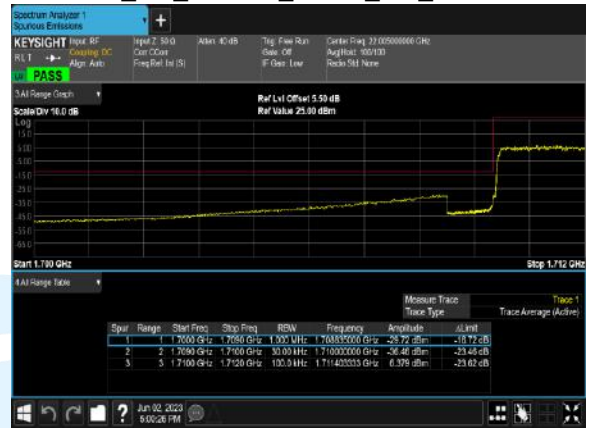 Spectrum Analyzer 1
Spurious Emissions
+
KEYSIGHT Input: RF Input Z: 50 Ω Atten: 40 dB Trig: Free Run Center Freq: 22.005000000 GHz
RLT Coupling: DC Corr CCorr Gate: Off Avg|Hold: 100/100
Align: Auto Freq Ref: Int (S) IF Gain: Low Radio Std: None
PASS
3.All Range Graph
Ref Lvl Offset 5.50 dB
Scale/Div 10.0 dB Ref Value 25.00 dBm
Log
15.0
5.00
-5.00
-15.0
-25.0
-35.0
-45.0
-55.0
-65.0
Start 1.700 GHz Stop 1.712 GHz
4.All Range Table
Measure Trace Trace 1
Trace Type Trace Average (Active)
Spur Range Start Freq Stop Freq RBW Frequency Amplitude ΔLimit
1 1 1.7000 GHz 1.7090 GHz 1.000 MHz 1.708835000 GHz -29.72 dBm -16.72 dB
2 2 1.7090 GHz 1.7100 GHz 30.00 kHz 1.710000000 GHz -36.46 dBm -23.46 dB
3 3 1.7100 GHz 1.7120 GHz 100.0 kHz 1.711403333 GHz 6.379 dBm -23.62 dB
?
Jun 02, 2023
5:00:26 PM